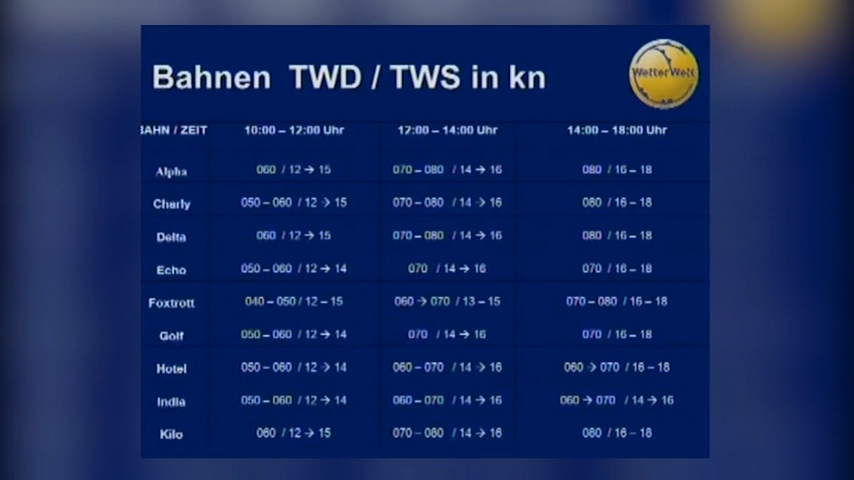 Bahnen TWD / TWS in kn
WetterWelt
BAHN / ZEIT 10:00 – 12:00 Uhr 12:00 – 14:00 Uhr 14:00 – 18:00 Uhr
Alpha 060 / 12 → 15 070 – 080 / 14 → 16 080 / 16 – 18
Charly 050 – 060 / 12 → 15 070 – 080 / 14 → 16 080 / 16 – 18
Delta 060 / 12 → 15 070 – 080 / 14 → 16 080 / 16 – 18
Echo 050 – 060 / 12 → 14 070 / 14 → 16 070 / 16 – 18
Foxtrott 040 – 050 / 12 – 15 060 → 070 / 13 – 15 070 – 080 / 16 – 18
Golf 050 – 060 / 12 → 14 070 / 14 → 16 070 / 16 – 18
Hotel 050 – 060 / 12 → 14 060 – 070 / 14 → 16 060 → 070 / 16 – 18
India 050 – 060 / 12 → 14 060 – 070 / 14 → 16 060 → 070 / 14 → 16
Kilo 060 / 12 → 15 070 – 080 / 14 → 16 080 / 16 – 18